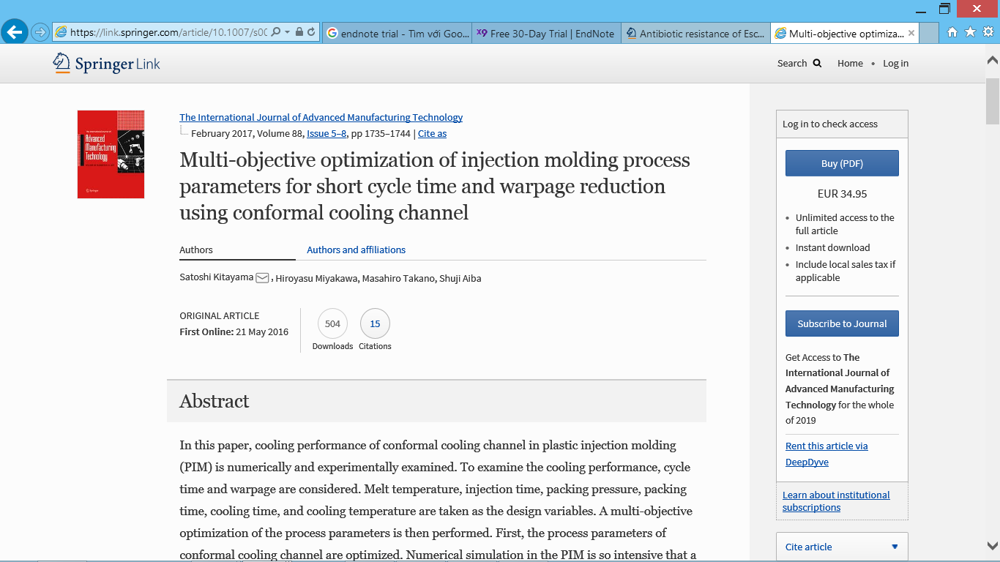 https://link.springer.com/article/10.1007/s00
endnote trial - Tìm với Goo...
Free 30-Day Trial | EndNote
Antibiotic resistance of Esc...
Multi-objective optimiza...
Springer Link
Search
Home • Log in
Advanced
Manufacturing
Technology
The International Journal of Advanced Manufacturing Technology
February 2017, Volume 88, Issue 5–8, pp 1735–1744 | Cite as
Multi-objective optimization of injection molding process
parameters for short cycle time and warpage reduction
using conformal cooling channel
Authors
Authors and affiliations
Satoshi Kitayama , Hiroyasu Miyakawa, Masahiro Takano, Shuji Aiba
ORIGINAL ARTICLE
First Online: 21 May 2016
504
Downloads
15
Citations
Abstract
In this paper, cooling performance of conformal cooling channel in plastic injection molding
(PIM) is numerically and experimentally examined. To examine the cooling performance, cycle
time and warpage are considered. Melt temperature, injection time, packing pressure, packing
time, cooling time, and cooling temperature are taken as the design variables. A multi-objective
optimization of the process parameters is then performed. First, the process parameters of
conformal cooling channel are optimized. Numerical simulation in the PIM is so intensive that a
Log in to check access
Buy (PDF)
EUR 34.95
• Unlimited access to the
full article
• Instant download
• Include local sales tax if
applicable
Subscribe to Journal
Get Access to The
International Journal of
Advanced Manufacturing
Technology for the whole
of 2019
Rent this article via
DeepDyve
Learn about institutional
subscriptions
Cite article